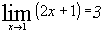 lim (2x + 1) = 3
x→1